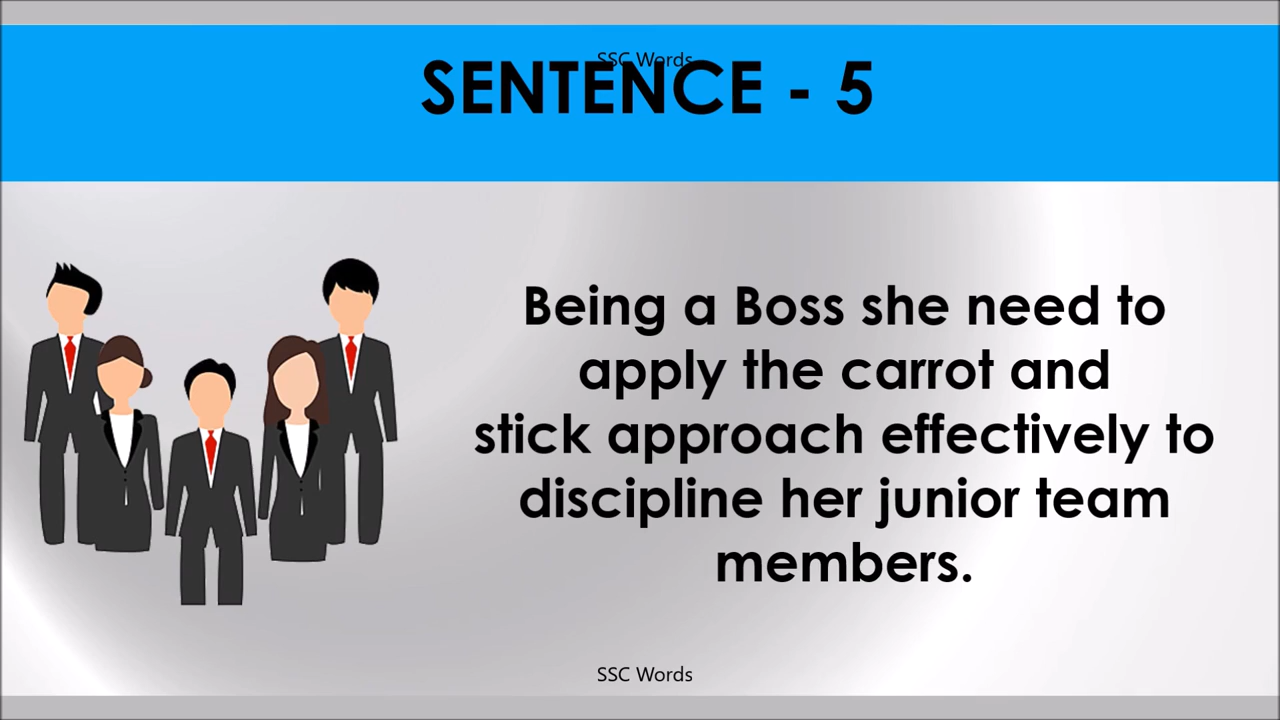 SSC Words
SENTENCE - 5
Being a Boss she need to
apply the carrot and
stick approach effectively to
discipline her junior team
members.
SSC Words